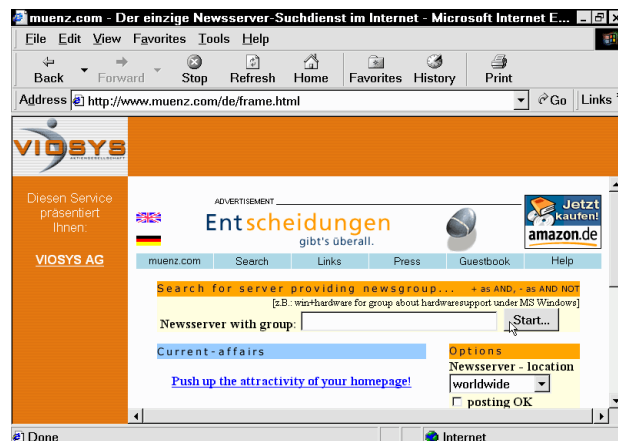 muenz.com - Der einzige Newsserver-Suchdienst im Internet - Microsoft Internet E...
File Edit View Favorites Tools Help
Back Forward Stop Refresh Home Favorites History Print
Address http://www.muenz.com/de/frame.html Go Links
VIOSYS
AKTIENGESELLSCHAFT
Diesen Service
präsentiert
Ihnen:
VIOSYS AG
ADVERTISEMENT
Entscheidungen
gibt's überall.
Jetzt
kaufen!
amazon.de
muenz.com Search Links Press Guestbook Help
Search for server providing newsgroup... + as AND, - as AND NOT
[z.B.: win+hardware for group about hardwaresupport under MS Windows]
Newsserver with group: Start...
Current-affairs
Push up the attractivity of your homepage!
Options
Newsserver - location
worldwide
posting OK
Done Internet